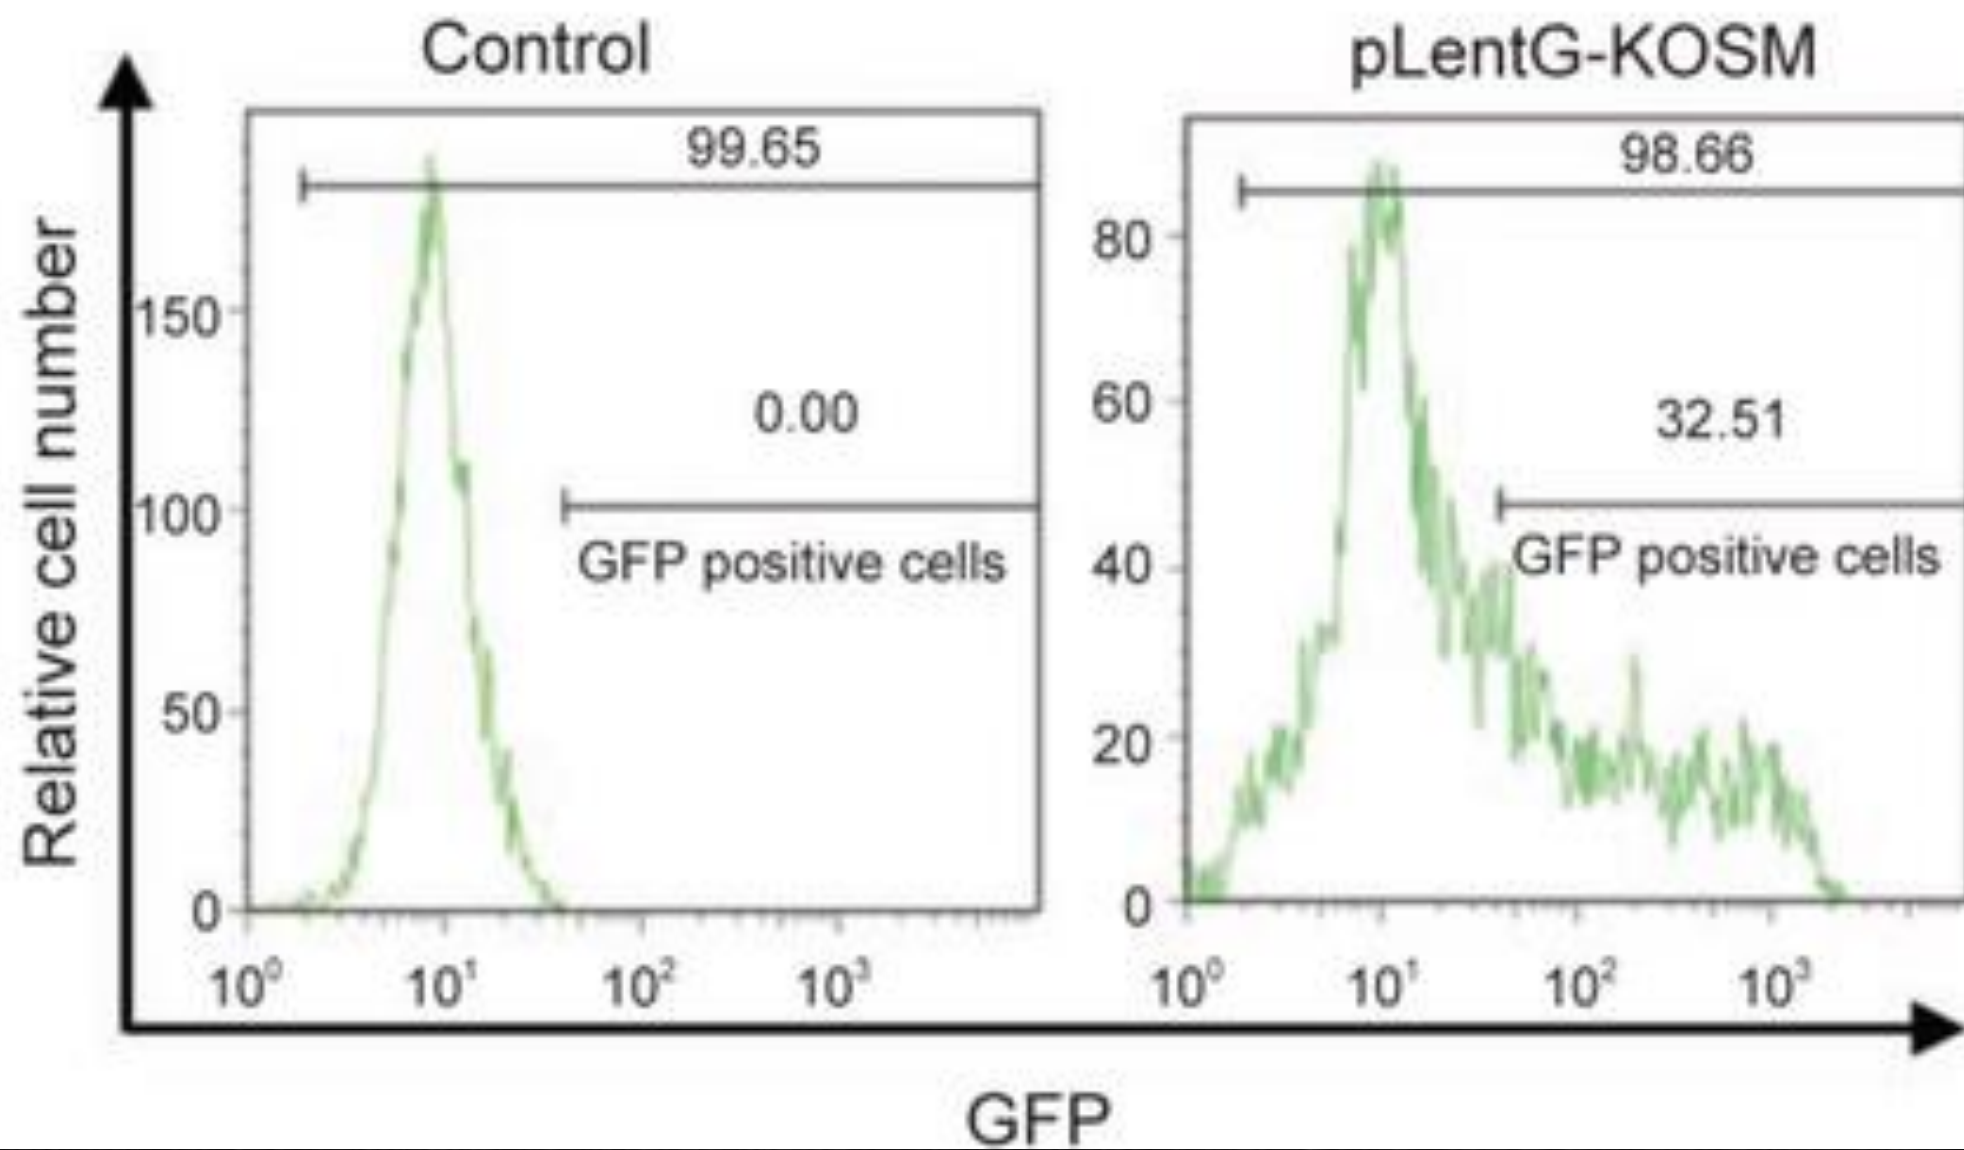 Control
pLentG-KOSM
Relative cell number
99.65
150
0.00
100
GFP positive cells
50
0
10⁰ 10¹ 10² 10³
98.66
80
60
32.51
40
GFP positive cells
20
0
10⁰ 10¹ 10² 10³
GFP